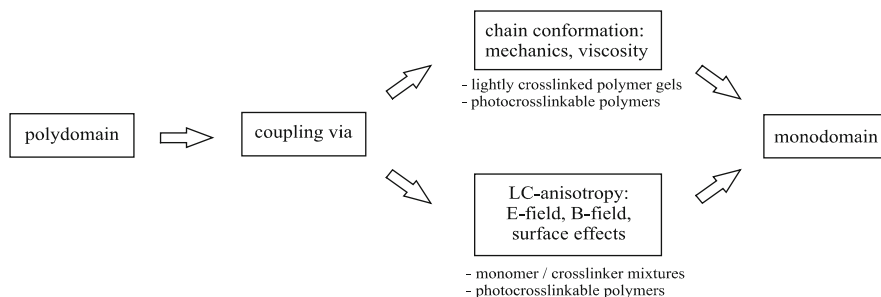 polydomain
coupling via
chain conformation:
mechanics, viscosity
- lightly crosslinked polymer gels
- photocrosslinkable polymers
LC-anisotropy:
E-field, B-field,
surface effects
- monomer / crosslinker mixtures
- photocrosslinkable polymers
monodomain